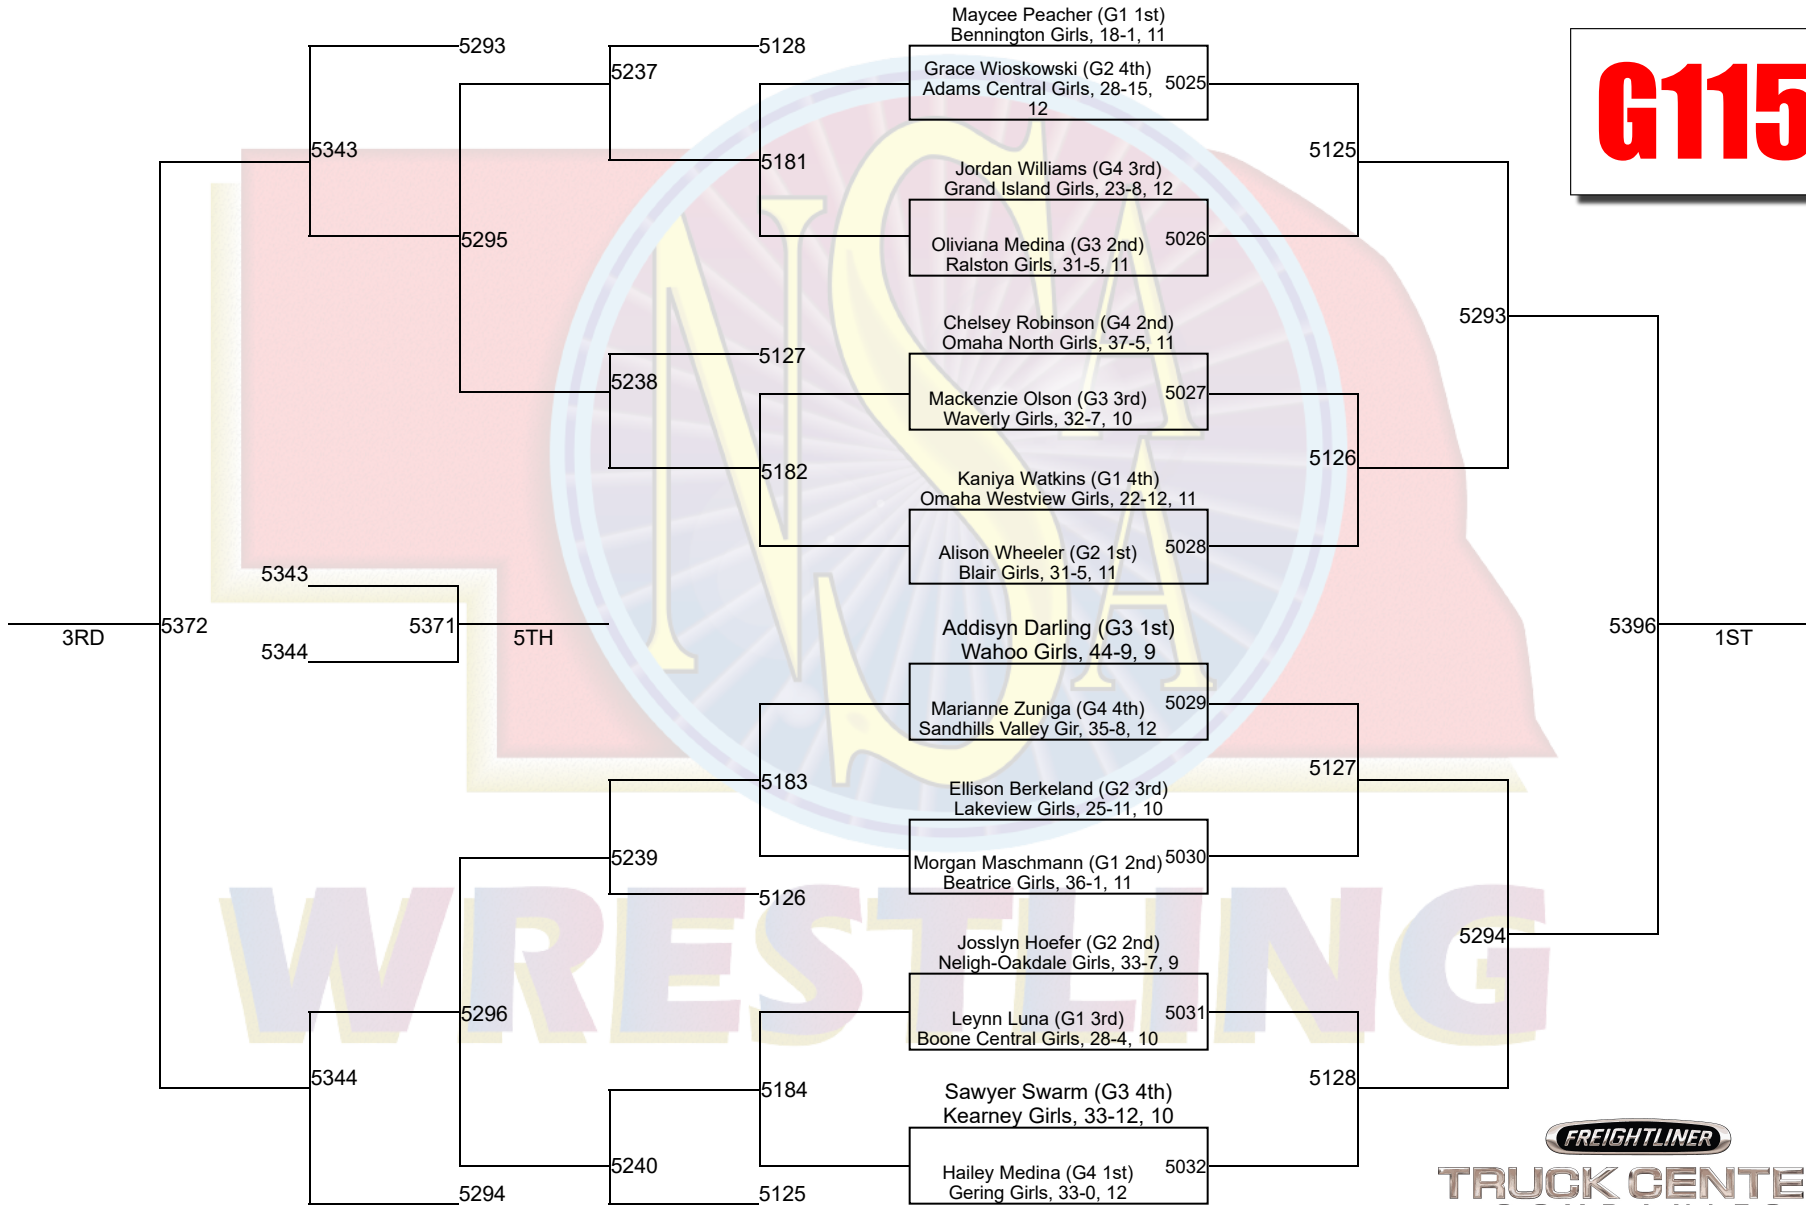 Maycee Peacher (G1 1st)
Bennington Girls, 18-1, 11
G115
5293
5128
5237
Grace Wioskowski (G2 4th)
Adams Central Girls, 28-15,
12
5025
5343
5181
5125
Jordan Williams (G4 3rd)
Grand Island Girls, 23-8, 12
5295
Oliviana Medina (G3 2nd)
Ralston Girls, 31-5, 11
5026
Chelsey Robinson (G4 2nd)
Omaha North Girls, 37-5, 11
5293
5127
5238
Mackenzie Olson (G3 3rd)
Waverly Girls, 32-7, 10
5027
5182
5126
Kaniya Watkins (G1 4th)
Omaha Westview Girls, 22-12, 11
Alison Wheeler (G2 1st)
Blair Girls, 31-5, 11
5028
5343
5372
3RD
5371
5TH
5344
Addisyn Darling (G3 1st)
Wahoo Girls, 44-9, 9
5396
1ST
Marianne Zuniga (G4 4th)
Sandhills Valley Gir, 35-8, 12
5029
5183
5127
Ellison Berkeland (G2 3rd)
Lakeview Girls, 25-11, 10
5239
Morgan Maschmann (G1 2nd)
Beatrice Girls, 36-1, 11
5030
5126
Josslyn Hoefer (G2 2nd)
Neligh-Oakdale Girls, 33-7, 9
5294
5296
Leynn Luna (G1 3rd)
Boone Central Girls, 28-4, 10
5031
5344
5184
5128
Sawyer Swarm (G3 4th)
Kearney Girls, 33-12, 10
5240
Hailey Medina (G4 1st)
Gering Girls, 33-0, 12
5032
5294
5125
NSAA
WRESTLING
FREIGHTLINER
TRUCK CENTE